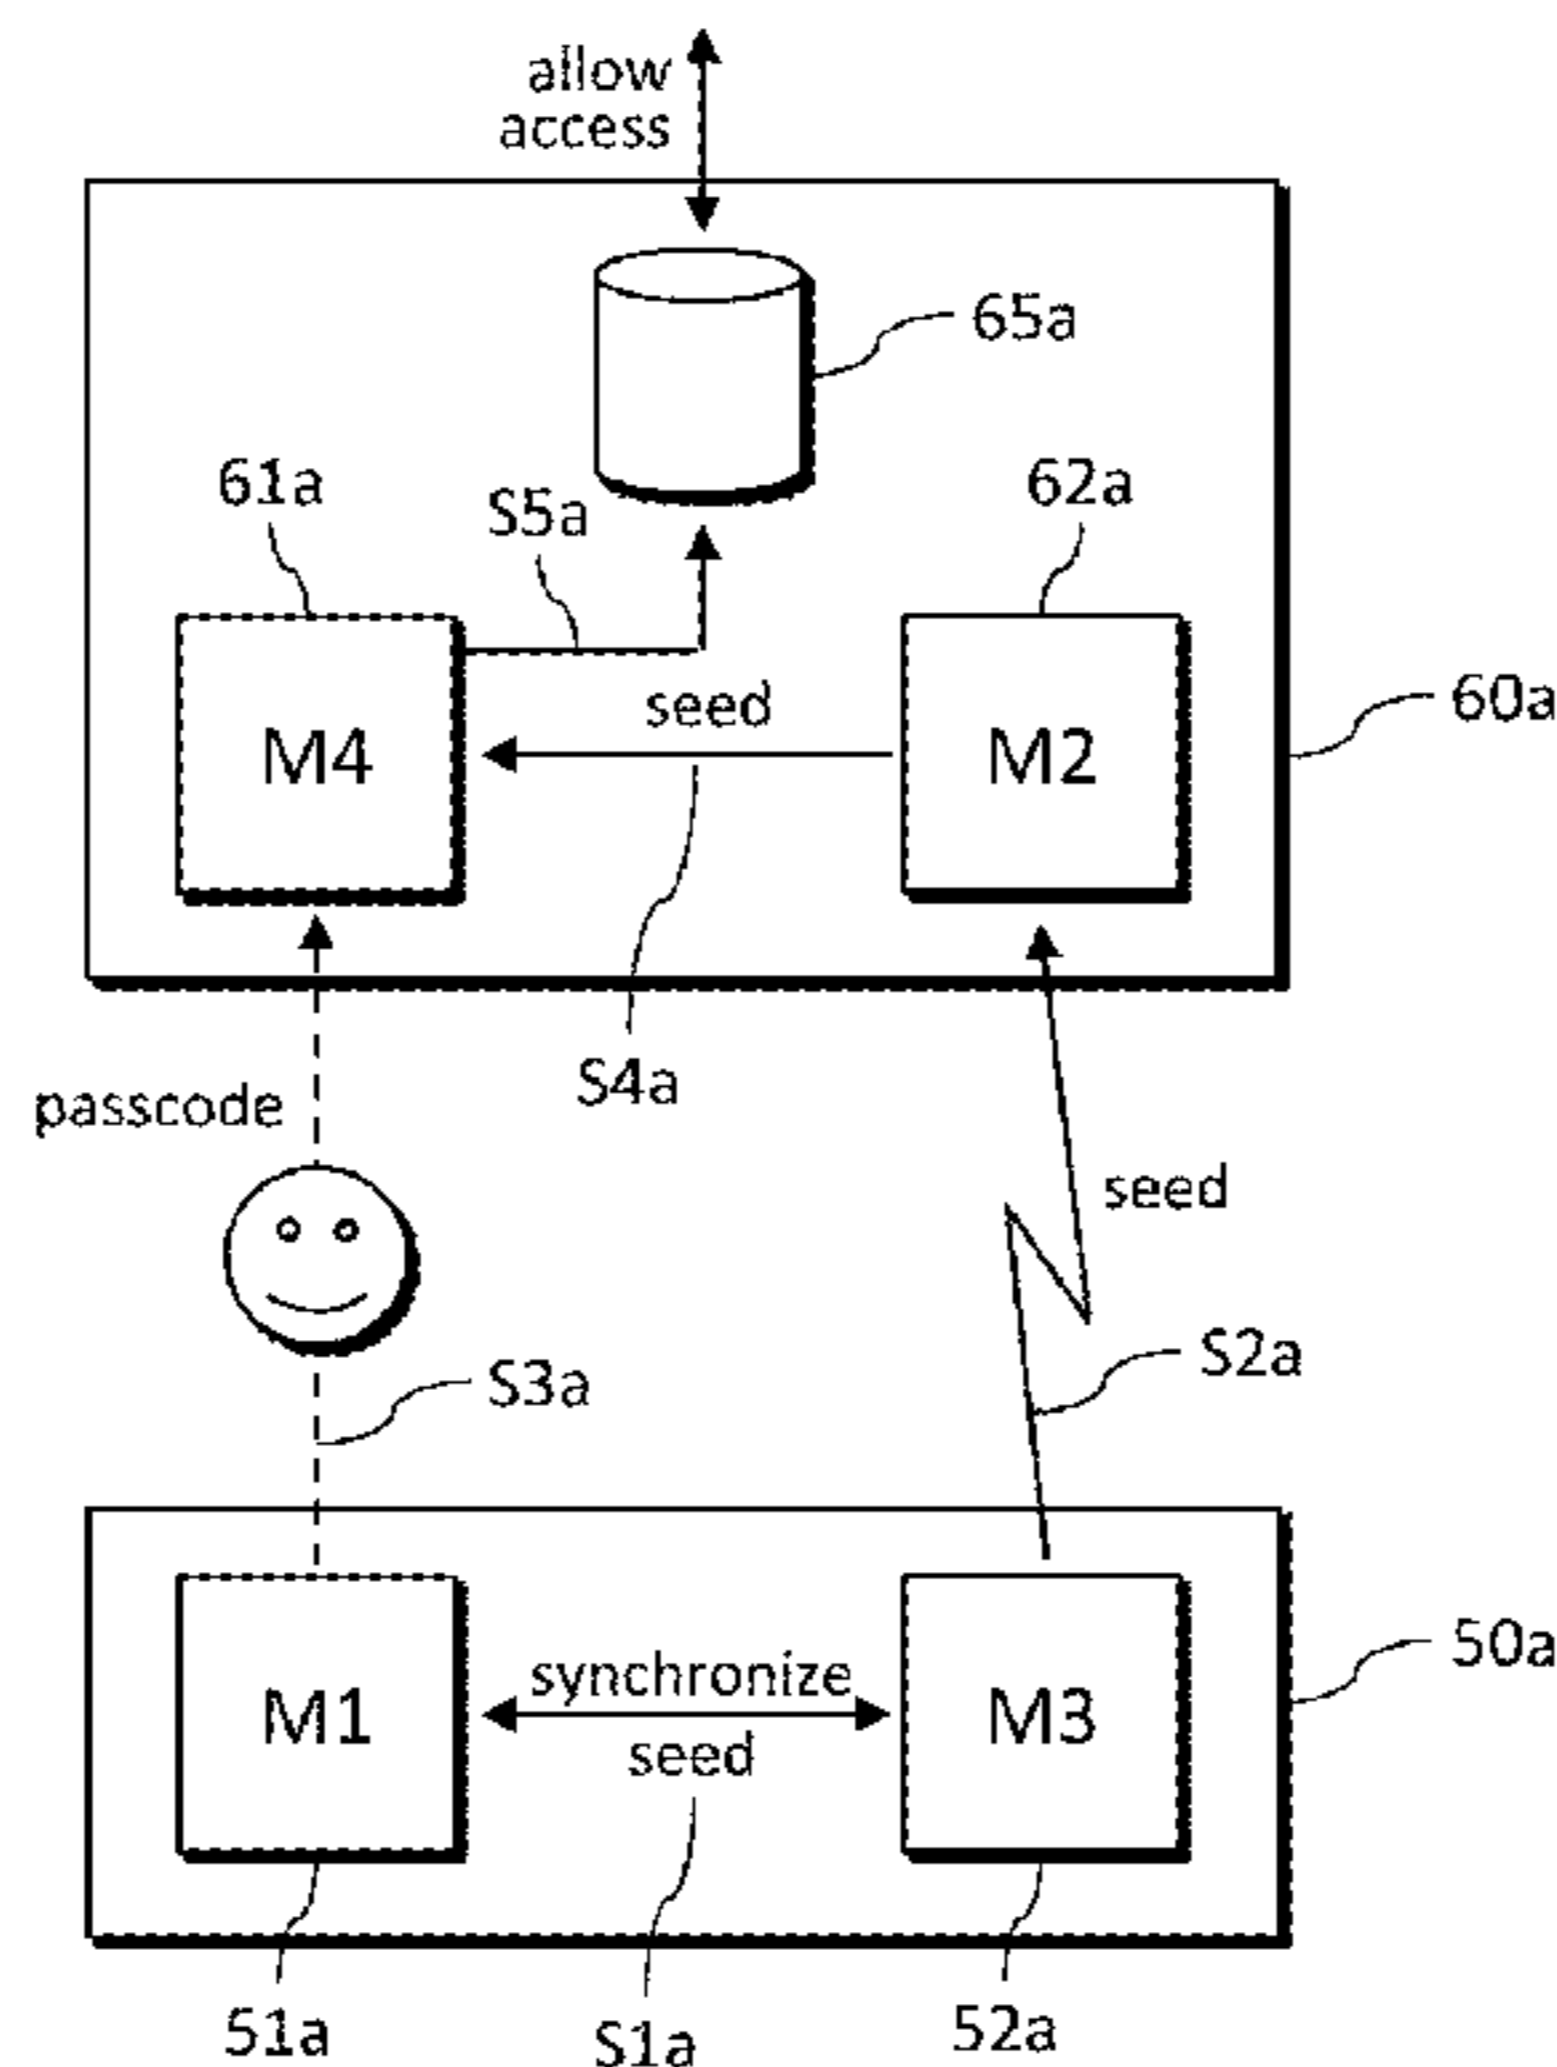 allow
access
65a
61a
S5a
62a
seed
60a
M4
M2
S4a
passcode
seed
S2a
S3a
50a
synchronize
M1
M3
seed
51a
S1a
52a